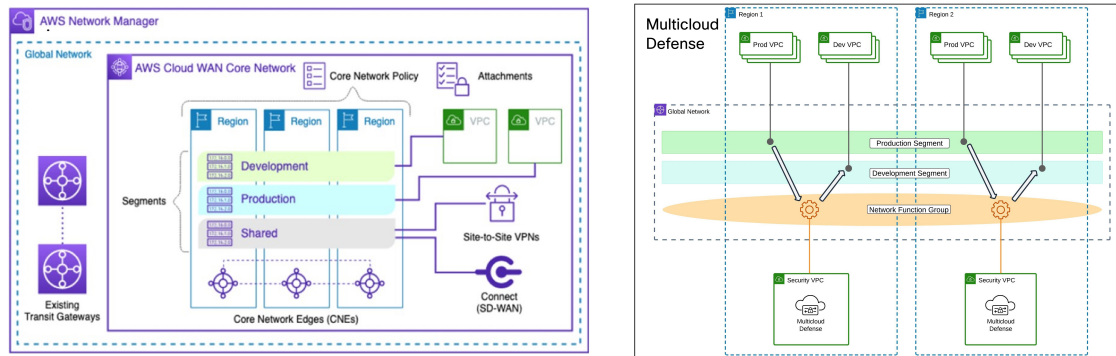 AWS Network Manager
Global Network
AWS Cloud WAN Core Network
Core Network Policy
Attachments
Region
Region
Region
VPC
VPC
Development
Segments
Production
Shared
Site-to-Site VPNs
Connect
(SD-WAN)
Existing
Transit Gateways
Core Network Edges (CNEs)
Multicloud
Defense
Region 1
Region 2
Prod VPC
Dev VPC
Prod VPC
Dev VPC
Global Network
Production Segment
Development Segment
Network Function Group
Security VPC
Multicloud
Defense
Security VPC
Multicloud
Defense